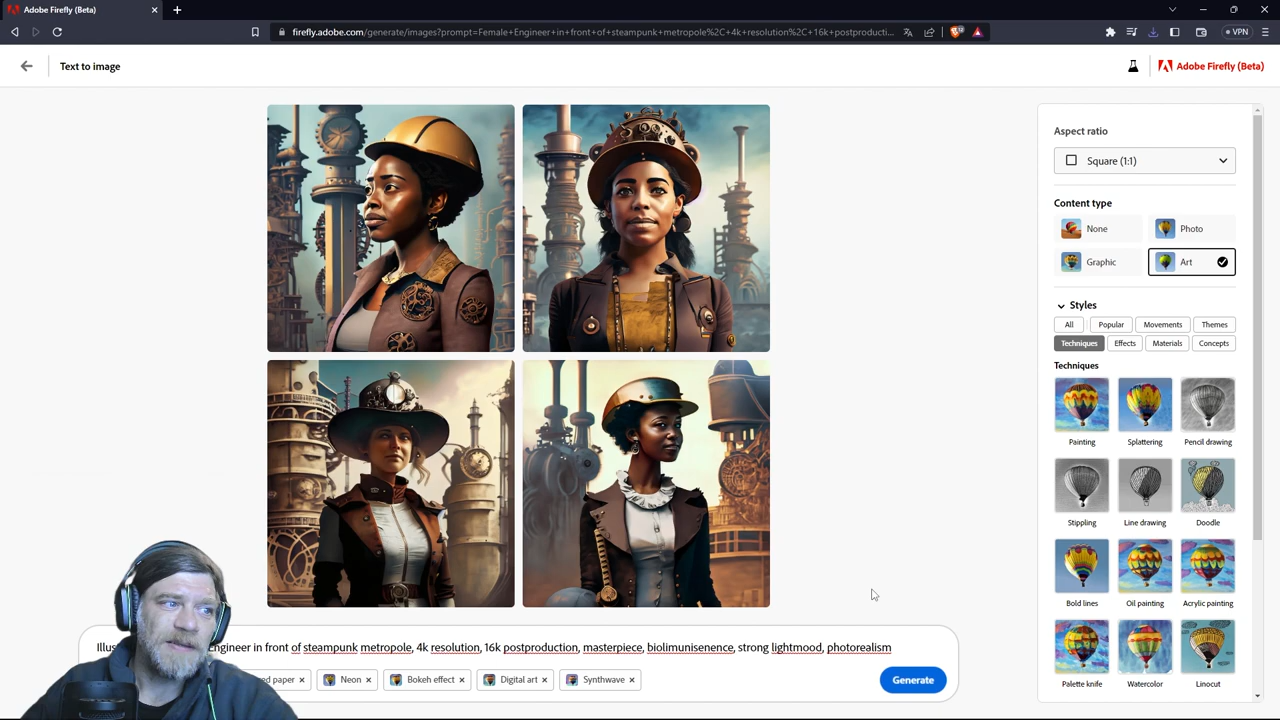 Adobe Firefly (Beta)
firefly.adobe.com/generate/images?prompt=Female+Engineer+in+front+of+steampunk+metropole%2C+4k+resolution%2C+16k+postproducti...
VPN
Text to image
Adobe Firefly (Beta)
Aspect ratio
Square (1:1)
Content type
None
Photo
Graphic
Art
Styles
All
Popular
Movements
Themes
Techniques
Effects
Materials
Concepts
Techniques
Painting
Splattering
Pencil drawing
Stippling
Line drawing
Doodle
Bold lines
Oil painting
Acrylic painting
Palette knife
Watercolor
Linocut
Engineer in front of steampunk metropole, 4k resolution, 16k postproduction, masterpiece, biolimunisenence, strong lightmood, photorealism
paper
Neon
Bokeh effect
Digital art
Synthwave
Generate